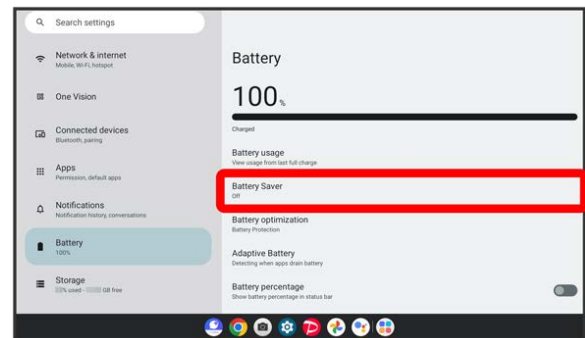 Search settings
Network & internet
Mobile, Wi-Fi, hotspot
One Vision
Connected devices
Bluetooth, pairing
Apps
Permission, default apps
Notifications
Notification history, conversations
Battery
100%
Storage
% used - GB free
Battery
100%
Charged
Battery usage
View usage from last full charge
Battery Saver
Off
Battery optimization
Battery Protection
Adaptive Battery
Detecting when apps drain battery
Battery percentage
Show battery percentage in status bar